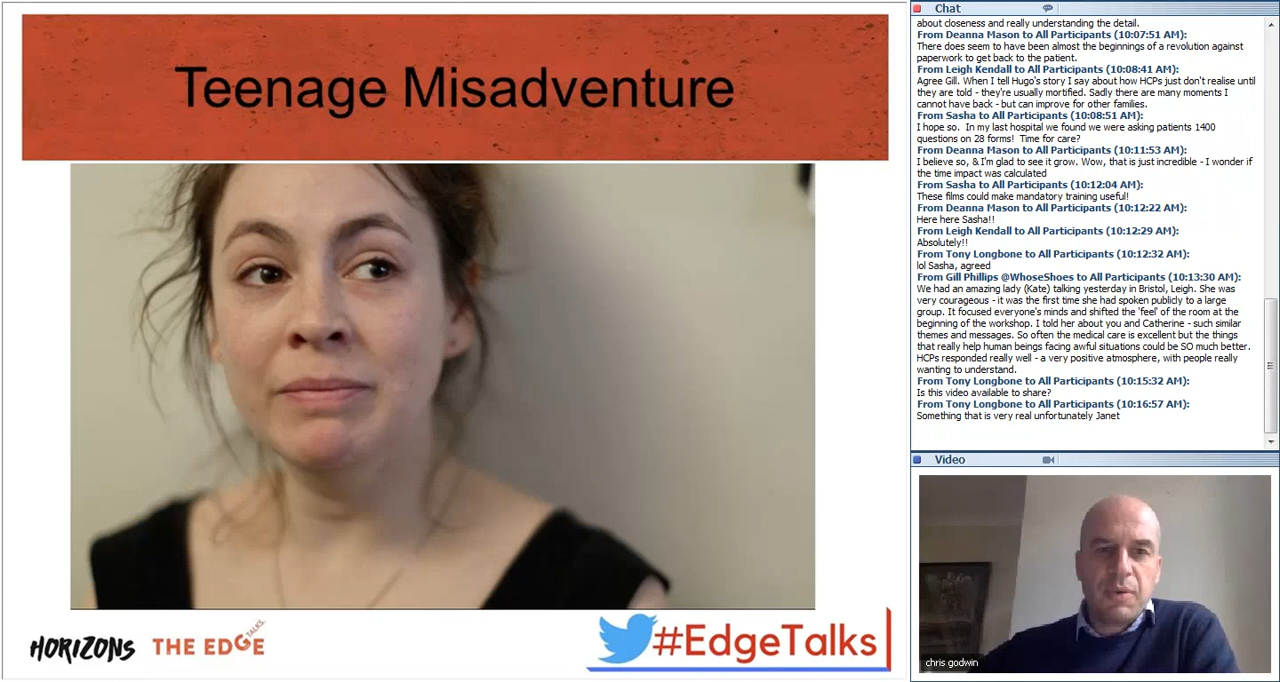 Teenage Misadventure
HORIZONS
THE EDGE
TALKS
#EdgeTalks
Chat
about closeness and really understanding the detail.
From Deanna Mason to All Participants (10:07:51 AM):
There does seem to have been almost the beginnings of a revolution against
paperwork to get back to the patient.
From Leigh Kendall to All Participants (10:08:41 AM):
Agree Gill. When I tell Hugo's story I say about how HCPs just don't realise until
they are told - they're usually mortified. Sadly there are many moments I
cannot have back - but can improve for other families.
From Sasha to All Participants (10:08:51 AM):
I hope so.  In my last hospital we found we were asking patients 1400
questions on 28 forms!  Time for care?
From Deanna Mason to All Participants (10:11:53 AM):
I believe so, & I'm glad to see it grow. Wow, that is just incredible - I wonder if
the time impact was calculated
From Sasha to All Participants (10:12:04 AM):
These films could make mandatory training useful!
From Deanna Mason to All Participants (10:12:22 AM):
Here here Sasha!!
From Leigh Kendall to All Participants (10:12:29 AM):
Absolutely!!
From Tony Longbone to All Participants (10:12:32 AM):
lol Sasha, agreed
From Gill Phillips @WhoseShoes to All Participants (10:13:30 AM):
We had an amazing lady (Kate) talking yesterday in Bristol, Leigh. She was
very courageous - it was the first time she had spoken publicly to a large
group. It focused everyone's minds and shifted the 'feel' of the room at the
beginning of the workshop. I told her about you and Catherine - such similar
themes and messages. So often the medical care is excellent but the things
that really help human beings facing awful situations could be SO much better.
HCPs responded really well - a very positive atmosphere, with people really
wanting to understand.
From Tony Longbone to All Participants (10:15:32 AM):
Is this video available to share?
From Tony Longbone to All Participants (10:16:57 AM):
Something that is very real unfortunately Janet
Video
chris godwin